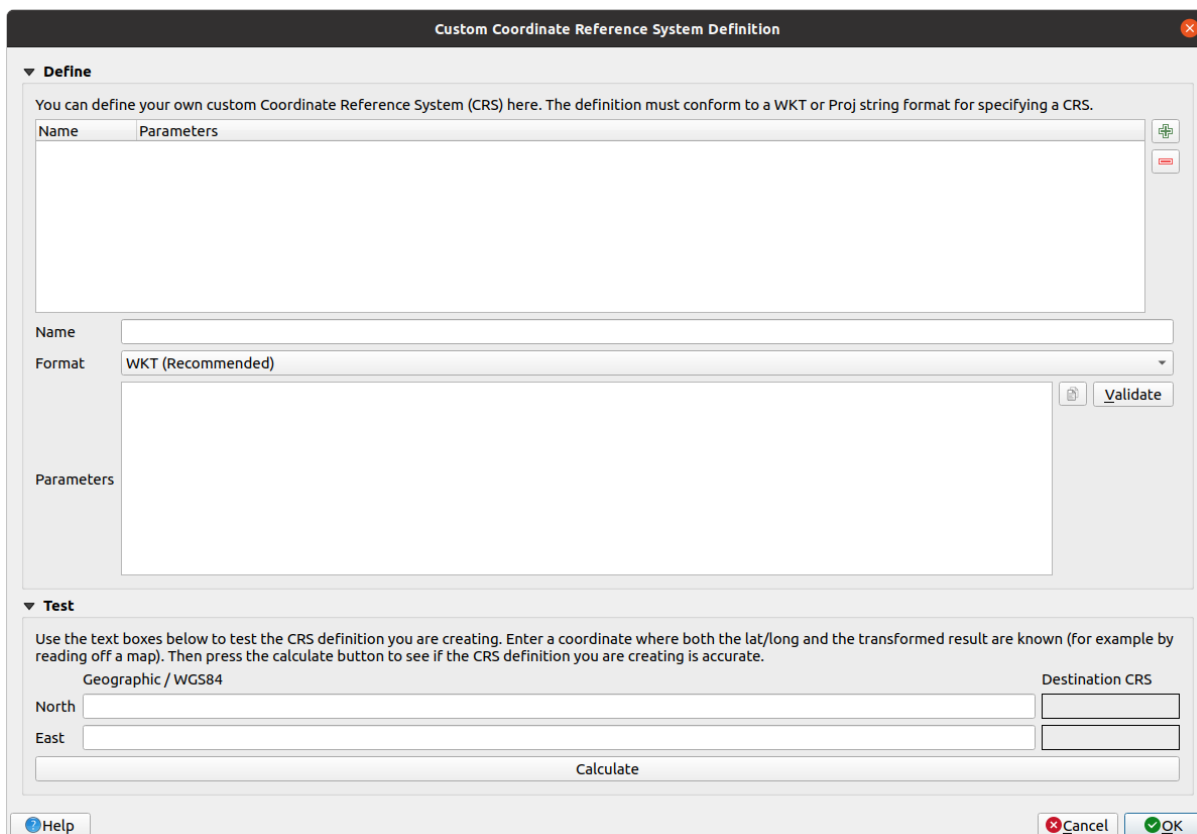 Custom Coordinate Reference System Definition
Define
You can define your own custom Coordinate Reference System (CRS) here. The definition must conform to a WKT or Proj string format for specifying a CRS.
Name Parameters
Name
Format WKT (Recommended)
Validate
Parameters
Test
Use the text boxes below to test the CRS definition you are creating. Enter a coordinate where both the lat/long and the transformed result are known (for example by
reading off a map). Then press the calculate button to see if the CRS definition you are creating is accurate.
Geographic / WGS84 Destination CRS
North
East
Calculate
Help Cancel OK